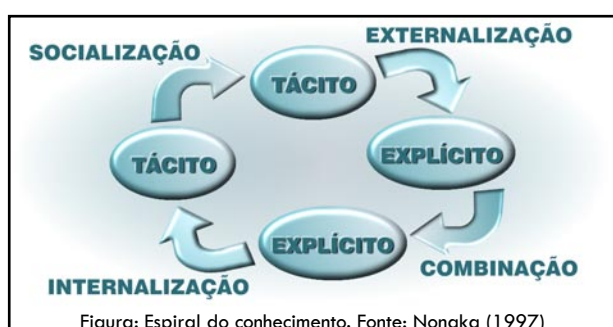 SOCIALIZAÇÃO
EXTERNALIZAÇÃO
TÁCITO
TÁCITO
EXPLÍCITO
EXPLÍCITO
INTERNALIZAÇÃO
COMBINAÇÃO
Figura: Espiral do conhecimento. Fonte: Nonaka (1997)